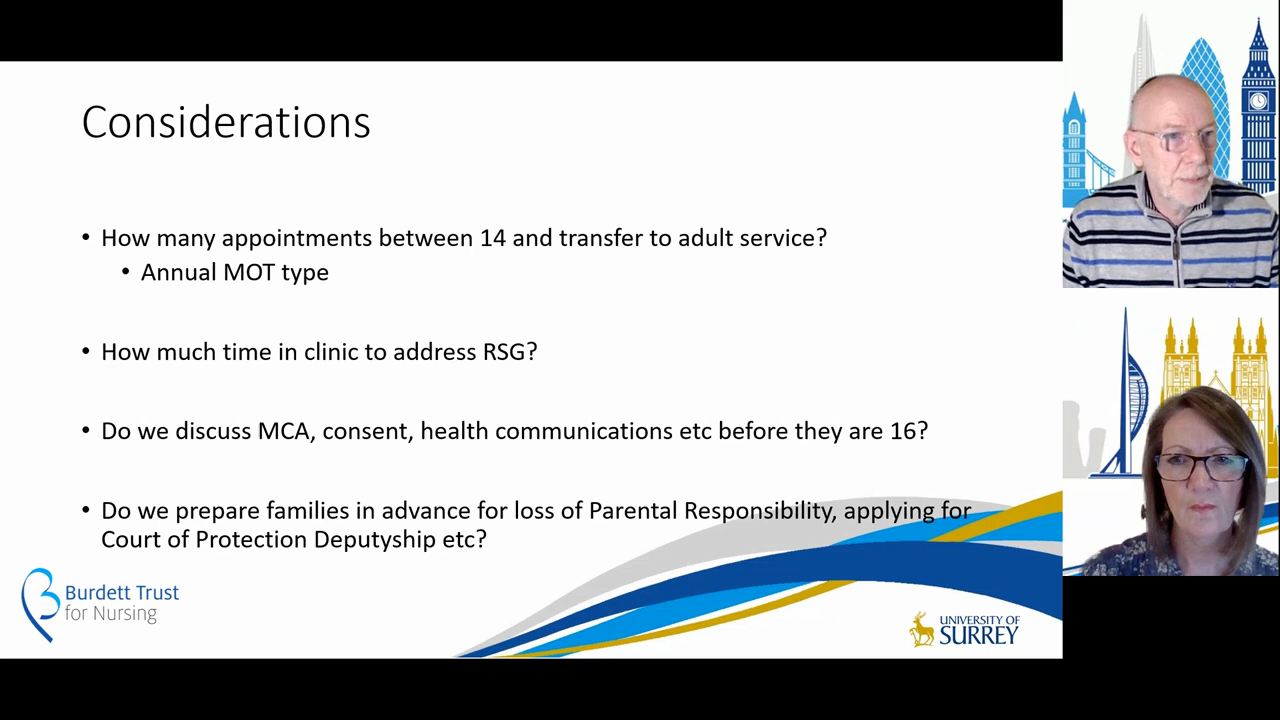 Considerations
• How many appointments between 14 and transfer to adult service?
• Annual MOT type
• How much time in clinic to address RSG?
• Do we discuss MCA, consent, health communications etc before they are 16?
• Do we prepare families in advance for loss of Parental Responsibility, applying for
Court of Protection Deputyship etc?
Burdett Trust
for Nursing
UNIVERSITY OF
SURREY